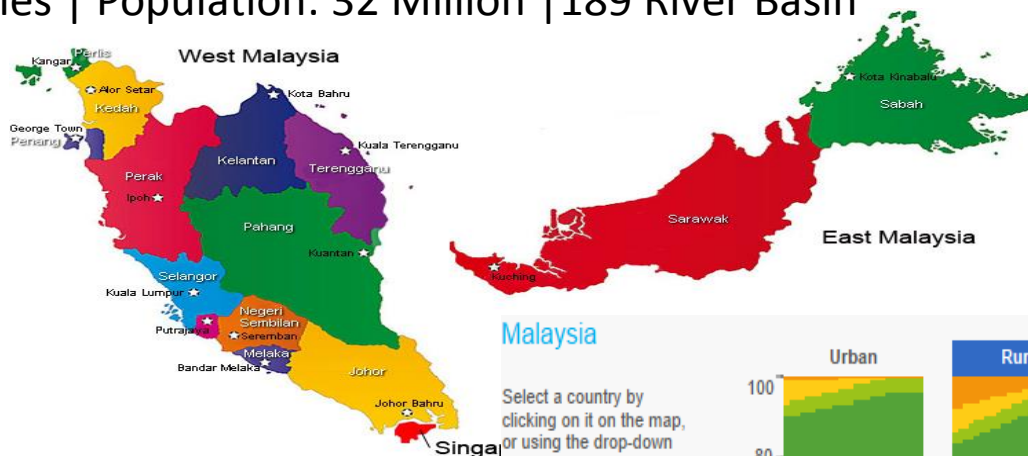 | Population: 32 Million |189 River Basin
West Malaysia
Perlis
Kangar
Alor Setar
Kedah
Kota Bahru
Kota Kinabalu
Sabah
George Town
Penang
Kuala Terengganu
Kelantan
Terengganu
Perak
Ipoh
Pahang
Sarawak
East Malaysia
Kuantan
Selangor
Kuching
Kuala Lumpur
Negeri
Sembilan
Putrajaya
Seremban
Melaka
Bandar Melaka
Johor
Johor Bahru
Malaysia
Urban
100
Select a country by
clicking on it on the map,
or using the drop-down